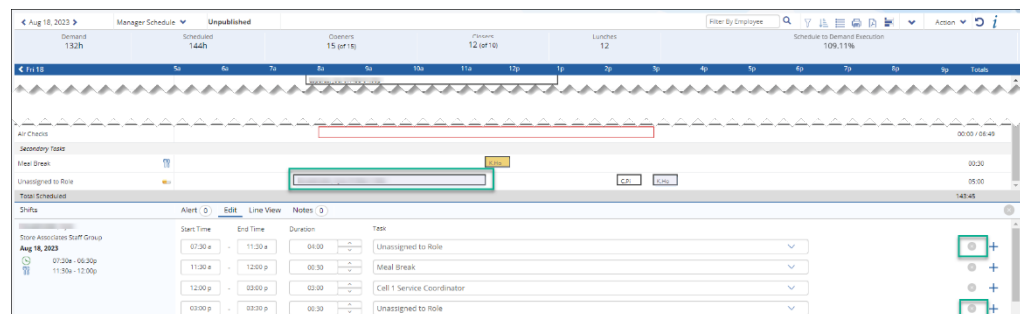 Aug 18, 2023 Manager Schedule Unpublished Filter By Employee Action
Demand Scheduled Openers Closers Lunches Schedule to Demand Execution
132h 144h 15 (of 15) 12 (of 10) 12 109.11%
Fri 18 5a 6a 7a 8a 9a 10a 11a 12p 1p 2p 3p 4p 5p 6p 7p 8p 9p Totals
Air Checks 00:00 / 08:49
Secondary Tasks
Meal Break K.Ho 00:30
Unassigned to Role C.Pl K.Ho 05:00
Total Scheduled 143:45
Shifts Alert 0 Edit Line View Notes 0
Start Time End Time Duration Task
Store Associates Staff Group
Aug 18, 2023
07:30a - 11:30a 04:00 Unassigned to Role
11:30a - 12:00p
11:30 a - 12:00 p 00:30 Meal Break
12:00 p - 03:00 p 03:00 Cell 1 Service Coordinator
03:00 p - 03:30 p 00:30 Unassigned to Role